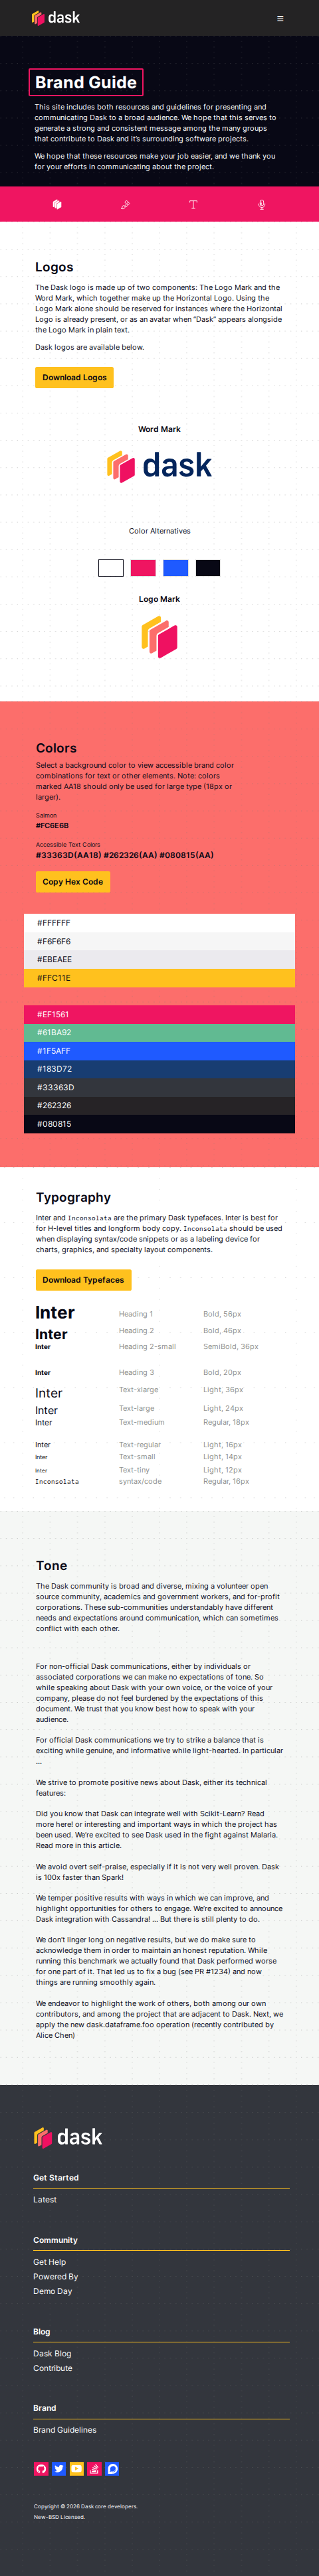 dask
Brand Guide
This site includes both resources and guidelines for presenting and
communicating Dask to a broad audience. We hope that this serves to
generate a strong and consistent message among the many groups
that contribute to Dask and it's surrounding software projects.
We hope that these resources make your job easier, and we thank you
for your efforts in communicating about the project.
Logos
The Dask logo is made up of two components: The Logo Mark and the
Word Mark, which together make up the Horizontal Logo. Using the
Logo Mark alone should be reserved for instances where the Horizontal
Logo is already present, or as an avatar when "Dask" appears alongside
the Logo Mark in plain text.
Dask logos are available below.
Download Logos
Word Mark
dask
Color Alternatives
Logo Mark
Colors
Select a background color to view accessible brand color
combinations for text or other elements. Note: colors
marked AA18 should only be used for large type (18px or
larger).
Salmon
#FC6E6B
Accessible Text Colors
#33363D(AA18) #262326(AA) #080815(AA)
Copy Hex Code
#FFFFFF
#F6F6F6
#EBEAEE
#FFC11E
#EF1561
#61BA92
#1F5AFF
#183D72
#33363D
#262326
#080815
Typography
Inter and Inconsolata are the primary Dask typefaces. Inter is best for
for H-level titles and longform body copy. Inconsolata should be used
when displaying syntax/code snippets or as a labeling device for
charts, graphics, and specialty layout components.
Download Typefaces
Inter Heading 1 Bold, 56px
Inter Heading 2 Bold, 46px
Inter Heading 2-small SemiBold, 36px
Inter Heading 3 Bold, 20px
Inter Text-xlarge Light, 36px
Inter Text-large Light, 24px
Inter Text-medium Regular, 18px
Inter Text-regular Light, 16px
Inter Text-small Light, 14px
Inter Text-tiny Light, 12px
Inconsolata syntax/code Regular, 16px
Tone
The Dask community is broad and diverse, mixing a volunteer open
source community, academics and government workers, and for-profit
corporations. These sub-communities understandably have different
needs and expectations around communication, which can sometimes
conflict with each other.
For non-official Dask communications, either by individuals or
associated corporations we can make no expectations of tone. So
while speaking about Dask with your own voice, or the voice of your
company, please do not feel burdened by the expectations of this
document. We trust that you know best how to speak with your
audience.
For official Dask communications we try to strike a balance that is
exciting while genuine, and informative while light-hearted. In particular
...
We strive to promote positive news about Dask, either its technical
features:
Did you know that Dask can integrate well with Scikit-Learn? Read
more here! or interesting and important ways in which the project has
been used. We're excited to see Dask used in the fight against Malaria.
Read more in this article.
We avoid overt self-praise, especially if it is not very well proven. Dask
is 100x faster than Spark!
We temper positive results with ways in which we can improve, and
highlight opportunities for others to engage. We're excited to announce
Dask integration with Cassandra! ... But there is still plenty to do.
We don't linger long on negative results, but we do make sure to
acknowledge them in order to maintain an honest reputation. While
running this benchmark we actually found that Dask performed worse
for one part of it. That led us to fix a bug (see PR #1234) and now
things are running smoothly again.
We endeavor to highlight the work of others, both among our own
contributors, and among the project that are adjacent to Dask. Next, we
apply the new dask.dataframe.foo operation (recently contributed by
Alice Chen)
dask
Get Started
Latest
Community
Get Help
Powered By
Demo Day
Blog
Dask Blog
Contribute
Brand
Brand Guidelines
Copyright © 2026 Dask core developers.
New-BSD Licensed.